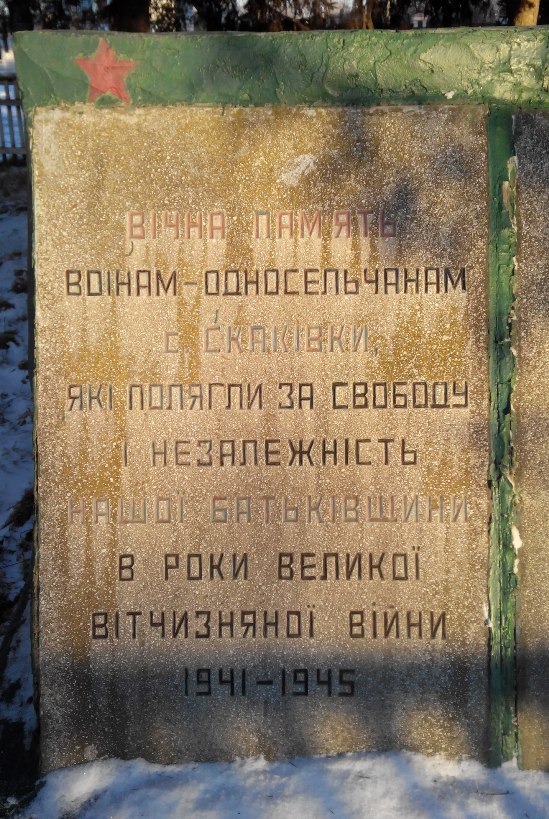 ВІЧНА ПАМ'ЯТЬ
ВОІНАМ-ОДНОСЕЛЬЧАНАМ
с. СКАКІВКИ,
ЯКІ ПОЛЯГЛИ ЗА СВОБОДУ
І НЕЗАЛЕЖНІСТЬ
НАШОЇ БАТЬКІВЩИНИ
В РОКИ ВЕЛИКОЇ
ВІТЧИЗНЯНОЇ ВІЙНИ
1941-1945